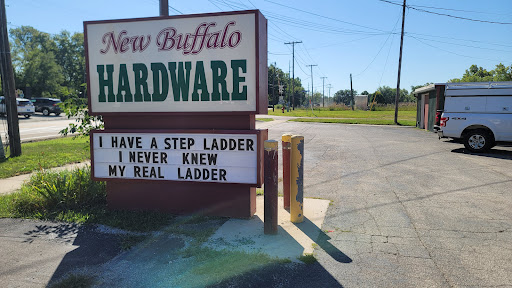 New Buffalo
HARDWARE
I HAVE A STEP LADDER
I NEVER KNEW
MY REAL LADDER